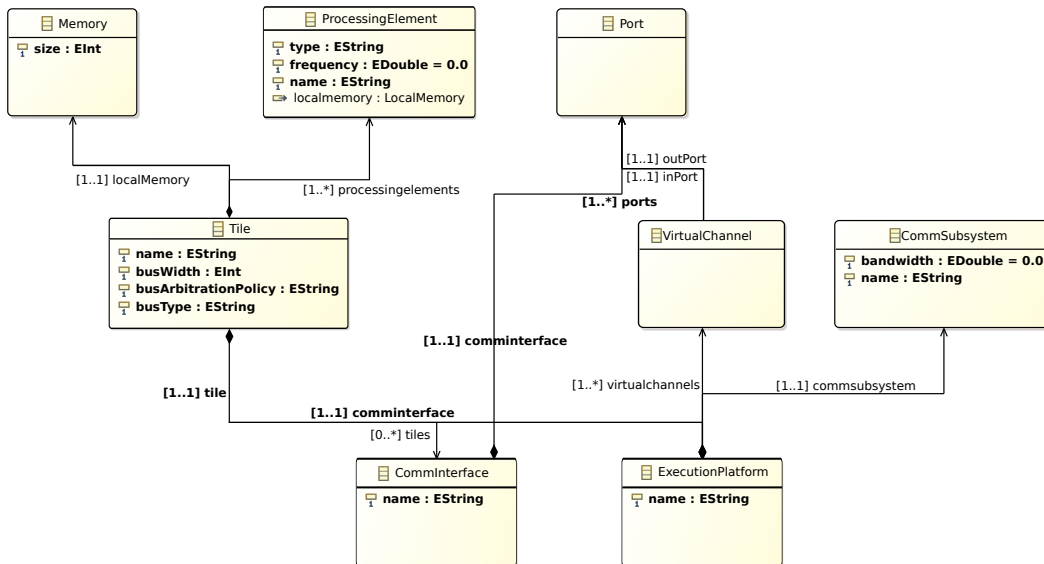 Memory
size : EInt
ProcessingElement
type : EString
frequency : EDouble = 0.0
name : EString
localmemory : LocalMemory
Port
[1..1] localMemory
[1..*] processingelements
[1..1] outPort
[1..1] inPort
[1..*] ports
Tile
name : EString
busWidth : EInt
busArbitrationPolicy : EString
busType : EString
VirtualChannel
CommSubsystem
bandwidth : EDouble = 0.0
name : EString
[1..1] comminterface
[1..1] tile
[1..*] virtualchannels
[1..1] commsubsystem
[1..1] comminterface
[0..*] tiles
CommInterface
name : EString
ExecutionPlatform
name : EString